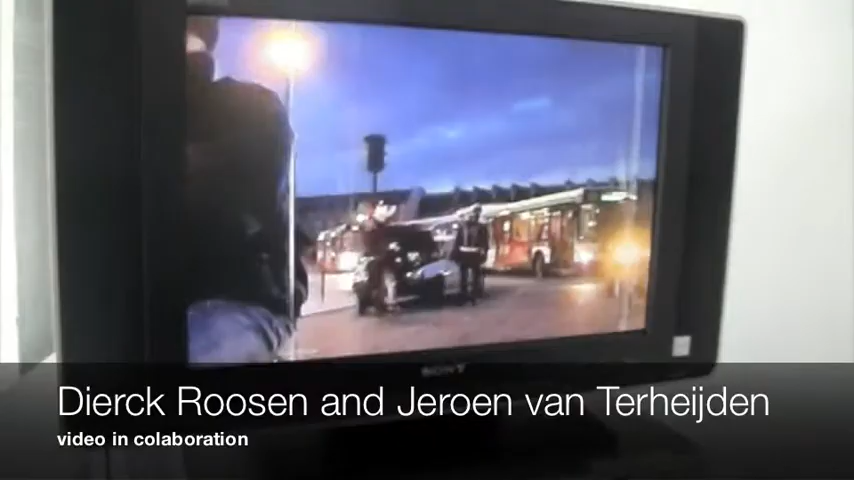 SONY
Dierck Roosen and Jeroen van Terheijden
video in colaboration